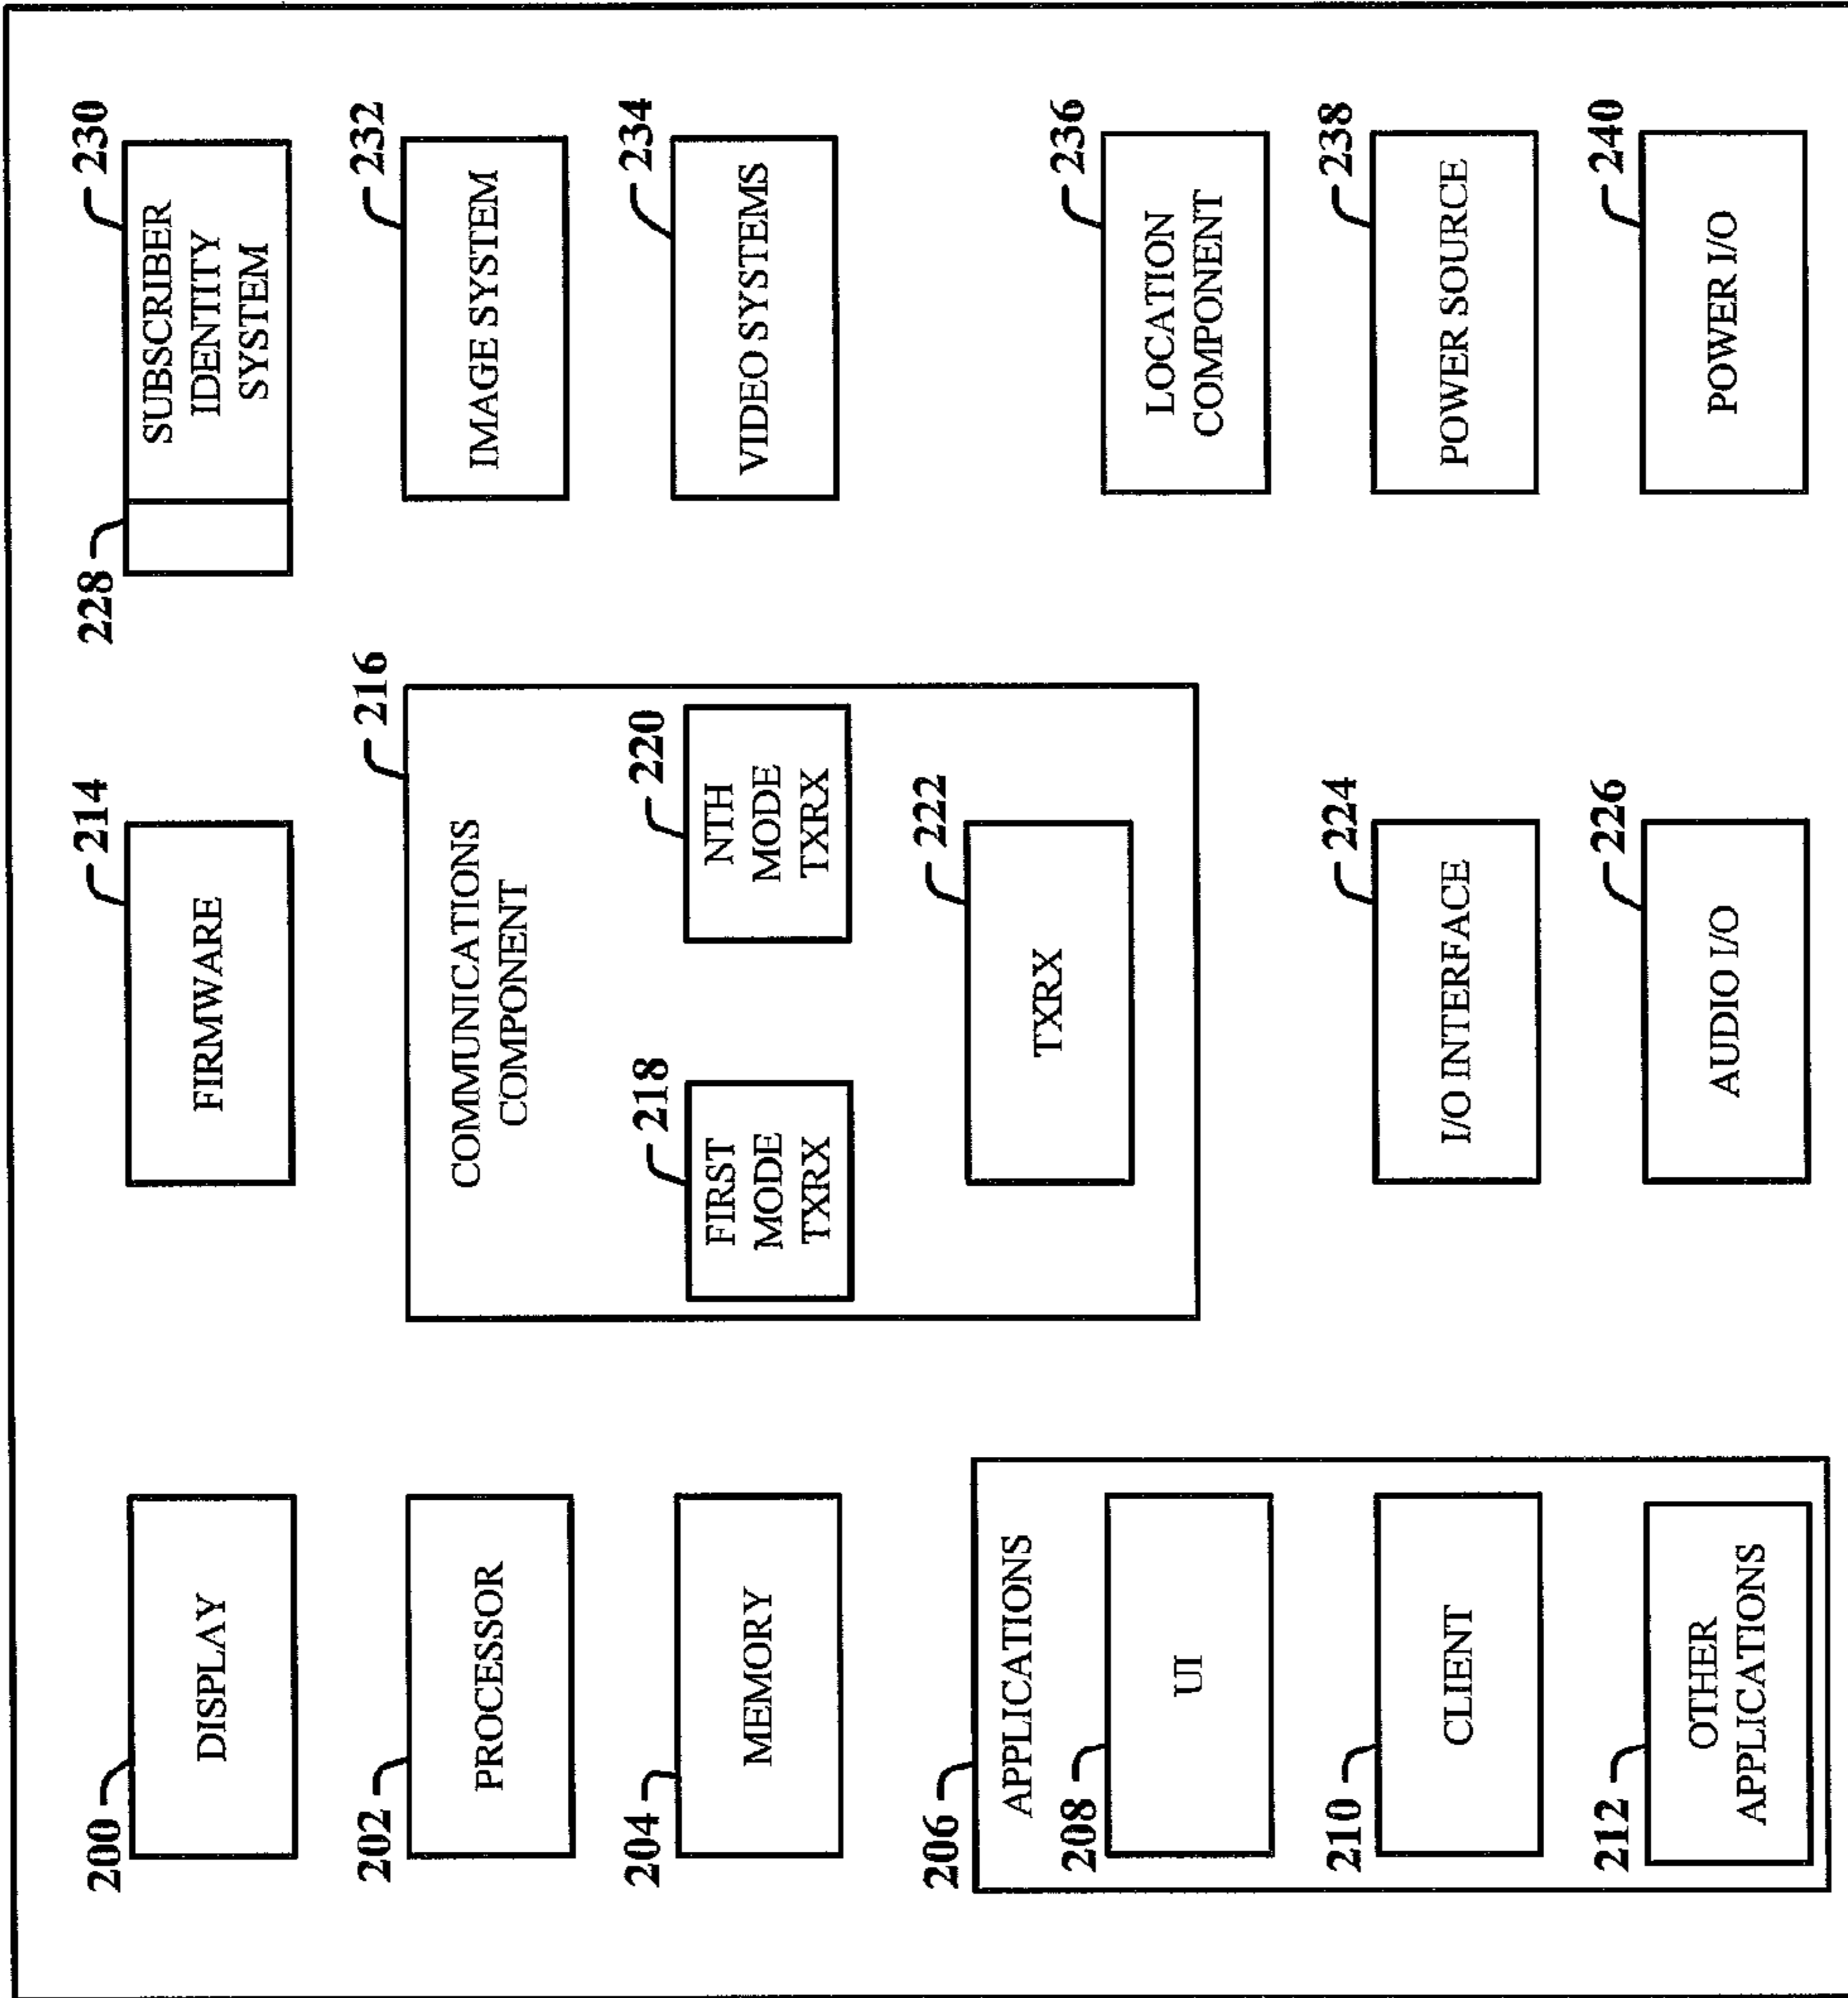 200
DISPLAY
202
PROCESSOR
204
MEMORY
206
APPLICATIONS
208
UI
210
CLIENT
212
OTHER
APPLICATIONS
214
FIRMWARE
216
COMMUNICATIONS
COMPONENT
218
FIRST
MODE
TXRX
220
NTH
MODE
TXRX
222
TXRX
224
I/O INTERFACE
226
AUDIO I/O
228
230
SUBSCRIBER
IDENTITY
SYSTEM
232
IMAGE SYSTEM
234
VIDEO SYSTEMS
236
LOCATION
COMPONENT
238
POWER SOURCE
240
POWER I/O